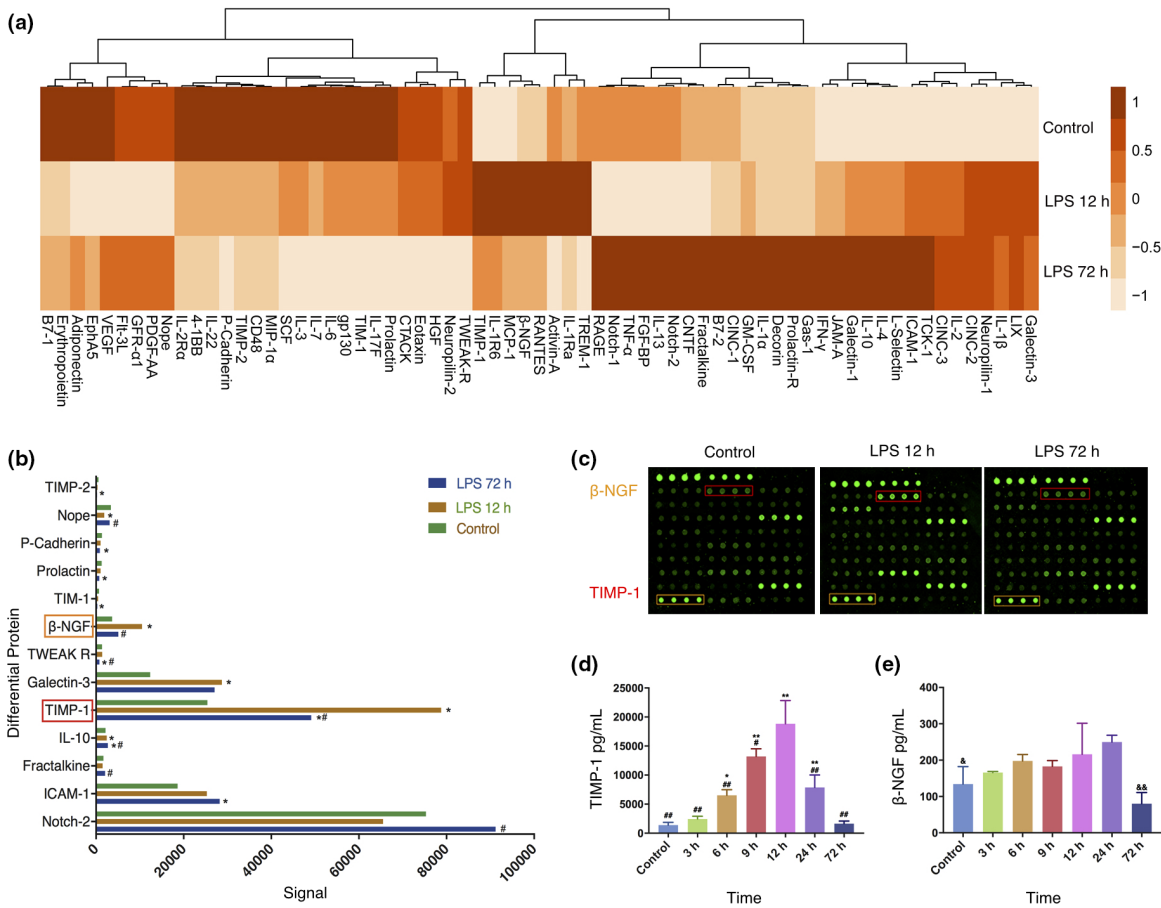 (a)
Control
LPS 12 h
LPS 72 h
1
0.5
0
−0.5
−1
B7-1
Erythropoietin
Adiponectin
EphA5
VEGF
Flt-3L
GFR-α1
PDGF-AA
Nope
IL-2Rα
4-1BB
IL-22
P-Cadherin
TIMP-2
CD48
MIP-1α
SCF
IL-3
IL-7
IL-6
gp130
TIM-1
IL-17F
Prolactin
CTACK
Eotaxin
HGF
Neuropilin-2
TWEAK-R
TIMP-1
IL-1R6
MCP-1
β-NGF
RANTES
Activin-A
IL-1Ra
TREM-1
RAGE
Notch-1
TNF-α
FGF-BP
IL-13
Notch-2
CNTF
Fractalkine
B7-2
CINC-1
GM-CSF
IL-1α
Decorin
Prolactin-R
Gas-1
IFN-γ
JAM-A
Galectin-1
IL-10
IL-4
L-Selectin
ICAM-1
TCK-1
CINC-3
IL-2
CINC-2
Neuropilin-1
IL-1β
LIX
Galectin-3
(b)
Differential Protein
TIMP-2
*
Nope
*
#
P-Cadherin
*
Prolactin
*
TIM-1
*
β-NGF
*
#
TWEAK R
*#
Galectin-3
*
TIMP-1
*
*#
IL-10
*
*#
Fractalkine
#
ICAM-1
*
Notch-2
#
0
20000
40000
60000
80000
100000
Signal
LPS 72 h
LPS 12 h
Control
(c)
Control
LPS 12 h
LPS 72 h
β-NGF
TIMP-1
(d)
TIMP-1 pg/mL
25000
20000
15000
10000
5000
0
##
##
*
##
**
#
**
**
##
##
Control
3 h
6 h
9 h
12 h
24 h
72 h
Time
(e)
β-NGF pg/mL
400
300
200
100
0
&
&&
Control
3 h
6 h
9 h
12 h
24 h
72 h
Time